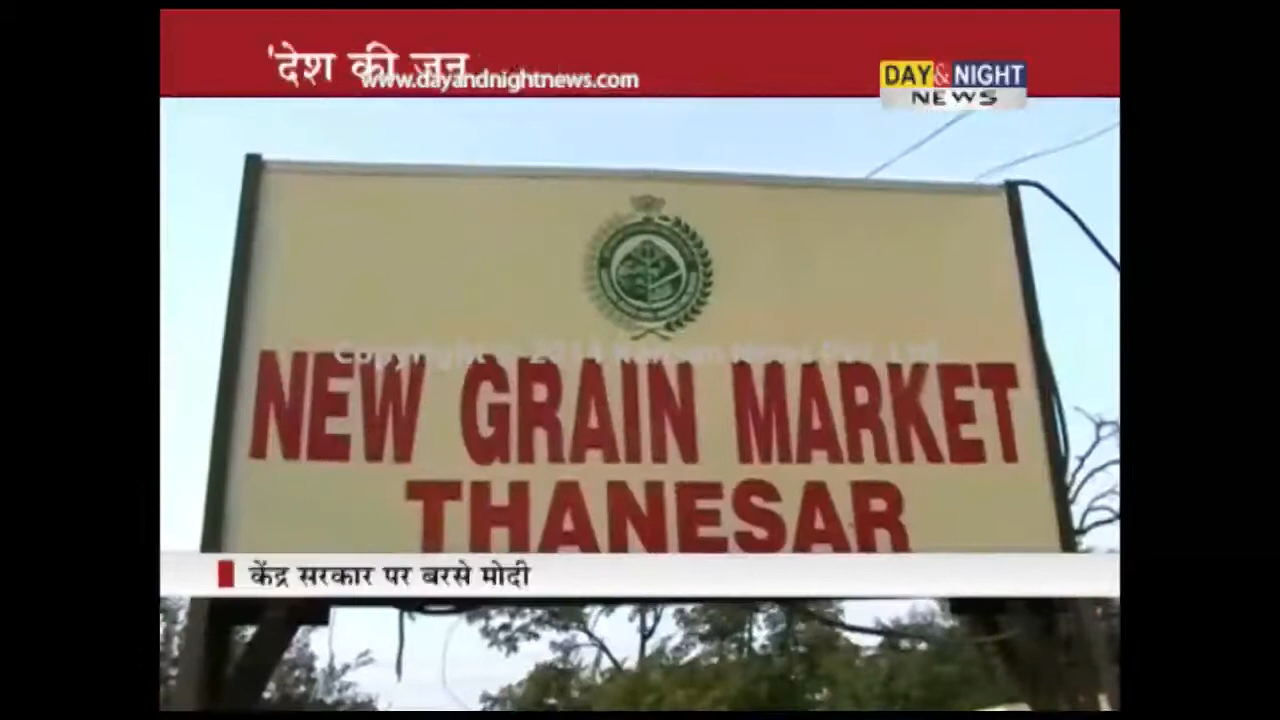 'देश की जन
www.dayandnightnews.com
DAY & NIGHT
NEWS
NEW GRAIN MARKET
THANESAR
केंद्र सरकार पर बरसे मोदी